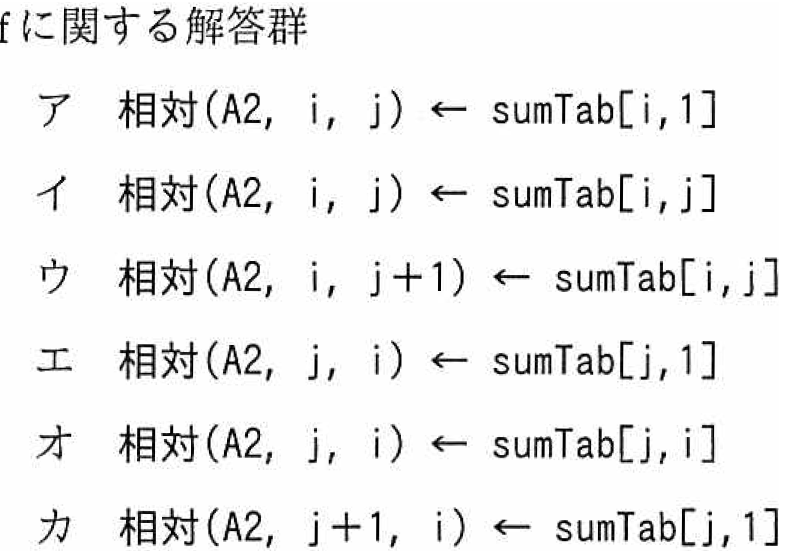 fに関する解答群
ア 相対(A2, i, j) ← sumTab[i,1]
イ 相対(A2, i, j) ← sumTab[i,j]
ウ 相対(A2, i, j+1) ← sumTab[i,j]
エ 相対(A2, j, i) ← sumTab[j,1]
オ 相対(A2, j, i) ← sumTab[j,i]
カ 相対(A2, j+1, i) ← sumTab[j,1]